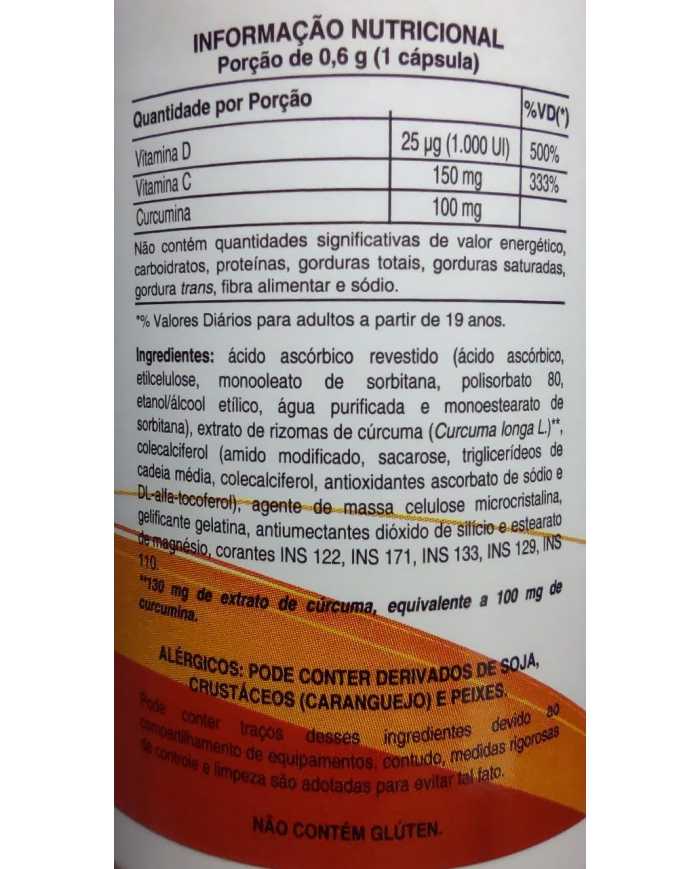 INFORMAÇÃO NUTRICIONAL
Porção de 0,6 g (1 cápsula)
Quantidade por Porção %VD(*)
Vitamina D 25 µg (1.000 UI) 500%
Vitamina C 150 mg 333%
Curcumina 100 mg
Não contém quantidades significativas de valor energético,
carboidratos, proteínas, gorduras totais, gorduras saturadas,
gordura trans, fibra alimentar e sódio.
*% Valores Diários para adultos a partir de 19 anos.
Ingredientes: ácido ascórbico revestido (ácido ascórbico,
etilcelulose, monooleato de sorbitana, polisorbato 80,
etanol/álcool etílico, água purificada e monoestearato de
sorbitana), extrato de rizomas de cúrcuma (Curcuma longa L.)**,
colecalciferol (amido modificado, sacarose, triglicerídeos de
cadeia média, colecalciferol, antioxidantes ascorbato de sódio e
DL-alfa-tocoferol), agente de massa celulose microcristalina,
gelificante gelatina, antiumectantes dióxido de silício e estearato
de magnésio, corantes INS 122, INS 171, INS 133, INS 129, INS
110.
**130 mg de extrato de cúrcuma, equivalente a 100 mg de
curcumina.
ALÉRGICOS: PODE CONTER DERIVADOS DE SOJA,
CRUSTÁCEOS (CARANGUEJO) E PEIXES.
Pode conter traços desses ingredientes devido ao
compartilhamento de equipamentos, contudo, medidas rigorosas
de controle e limpeza são adotadas para evitar tal fato.
NÃO CONTÉM GLÚTEN.